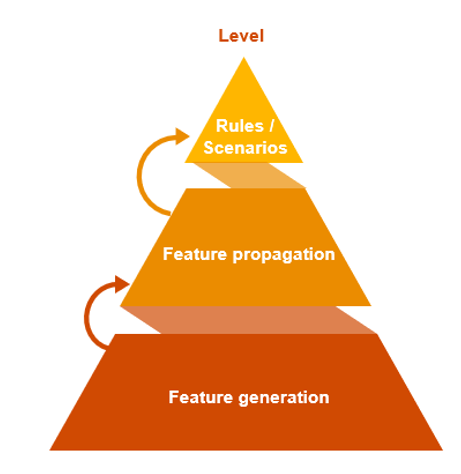 Level
Rules /
Scenarios
Feature propagation
Feature generation